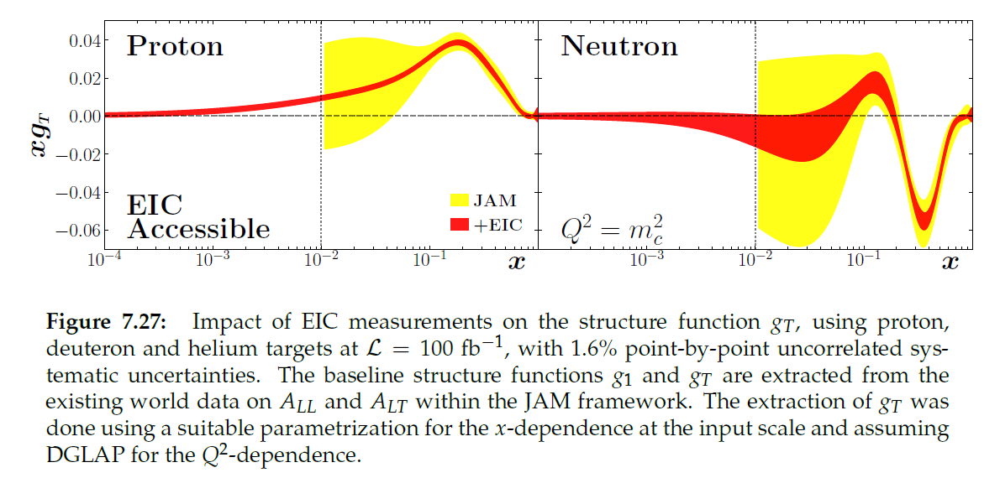 Proton
Neutron
0.04
0.02
0.00
−0.02
−0.04
−0.06
xg_T
EIC
Accessible
JAM
+EIC
Q² = m_c²
10⁻⁴ 10⁻³ 10⁻² 10⁻¹ x
10⁻³ 10⁻² 10⁻¹ x
Figure 7.27: Impact of EIC measurements on the structure function g_T, using proton,
deuteron and helium targets at ℒ = 100 fb⁻¹, with 1.6% point-by-point uncorrelated sys-
tematic uncertainties. The baseline structure functions g₁ and g_T are extracted from the
existing world data on A_LL and A_LT within the JAM framework. The extraction of g_T was
done using a suitable parametrization for the x-dependence at the input scale and assuming
DGLAP for the Q²-dependence.